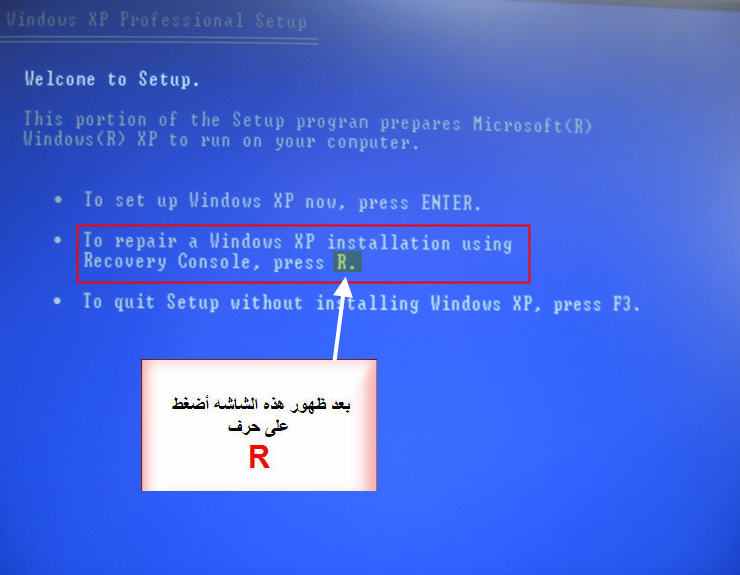 Windows XP Professional Setup
Welcome to Setup.
This portion of the Setup program prepares Microsoft(R)
Windows(R) XP to run on your computer.
• To set up Windows XP now, press ENTER.
• To repair a Windows XP installation using
Recovery Console, press R.
• To quit Setup without installing Windows XP, press F3.
بعد ظهور هذه الشاشه أضغط
على حرف
R